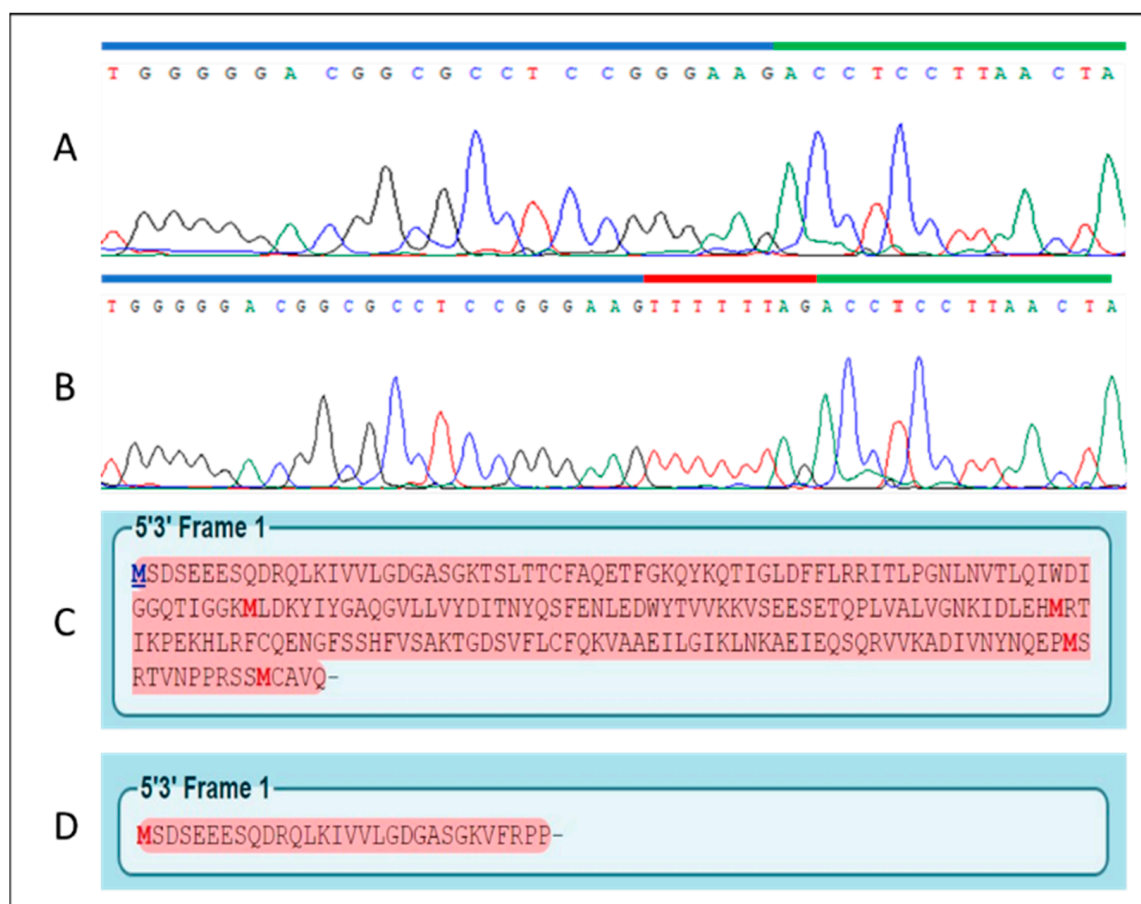 A
T G G G G G A C G G C G C C T C C G G G A A G A C C T C C T T A A C T A
B
T G G G G G A C G G C G C C T C C G G G A A G T T T T T T A G A C C T C C T T A A C T A
C
5'3' Frame 1
MSDSEEESQDRQLKIVVLGDGASGKTSLTTCFAQETFGKQYKQTIGLDFFLRRITLPGNLNVTLQIWDI
GGQTIGGKMLDKYIYGAQGVLLVYDITNYQSFENLEDWYTVVKKVSEESETQPLVALVGNKIDLEHMRT
IKPEKHLRFCQENGFSSHFVSAKTGDSVFLCFQKVAAEILGIKLNKAEIEQSQRVVKADIVNYNQEPMS
RTVNPPRSSMCAVQ-
D
5'3' Frame 1
MSDSEEESQDRQLKIVVLGDGASGKVFRPP-